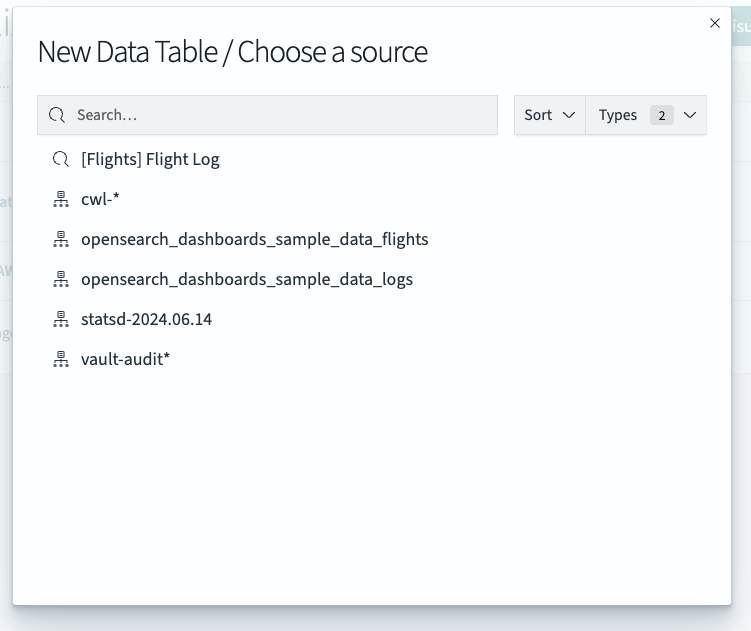 New Data Table / Choose a source
Search…
Sort
Types 2
[Flights] Flight Log
cwl-*
opensearch_dashboards_sample_data_flights
opensearch_dashboards_sample_data_logs
statsd-2024.06.14
vault-audit*